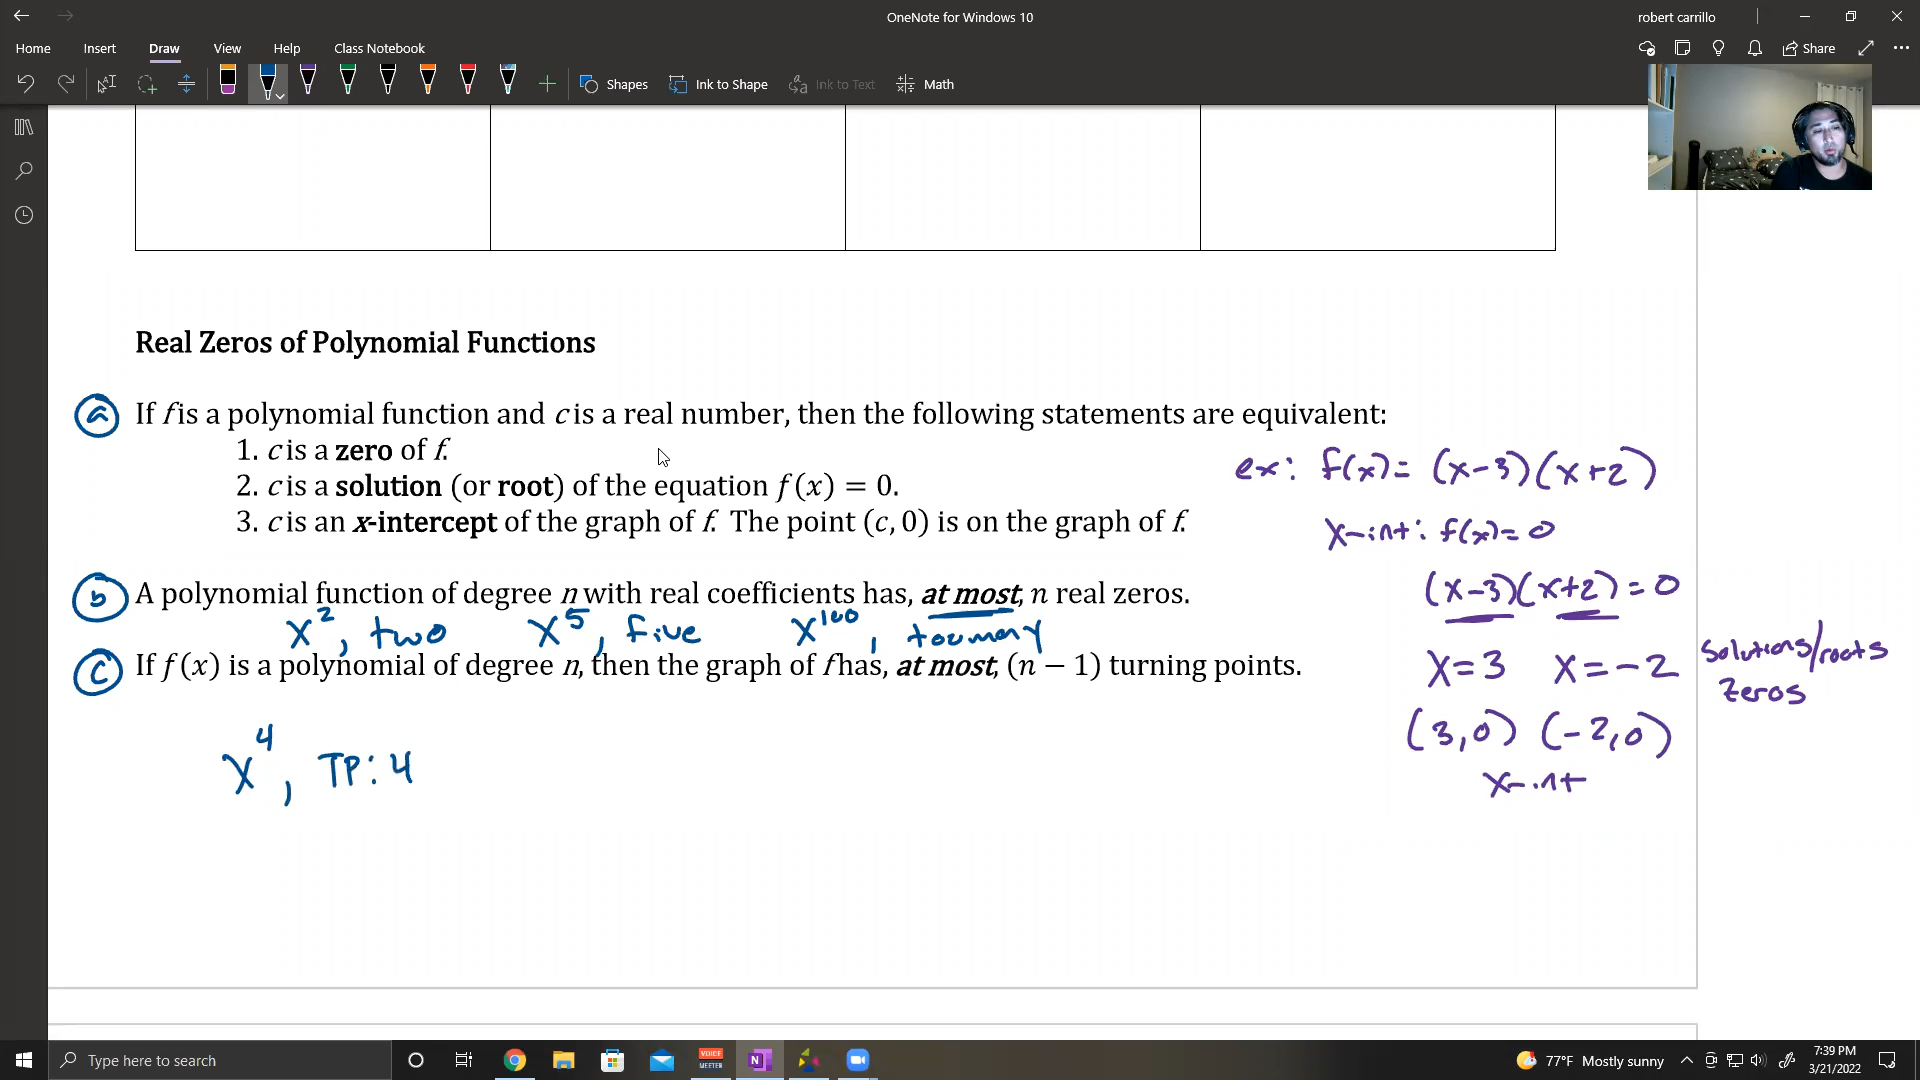 OneNote for Windows 10
robert carrillo
Home Insert Draw View Help Class Notebook
Share
Shapes Ink to Shape Ink to Text Math
Real Zeros of Polynomial Functions
a If f is a polynomial function and c is a real number, then the following statements are equivalent:
1. c is a zero of f.
2. c is a solution (or root) of the equation f(x) = 0.
3. c is an x-intercept of the graph of f. The point (c, 0) is on the graph of f.
ex: f(x)= (x-3)(x+2)
x-int: f(x)= 0
(x-3)(x+2) = 0
x=3 x=-2
solutions/roots
zeros
(3,0) (-2,0)
x-int
b A polynomial function of degree n with real coefficients has, at most, n real zeros.
x², two x⁵, five x¹⁰⁰, too many
c If f(x) is a polynomial of degree n, then the graph of f has, at most, (n − 1) turning points.
x⁴, TP: 4
Type here to search
VOICE
MEETER
77°F Mostly sunny
7:39 PM
3/21/2022